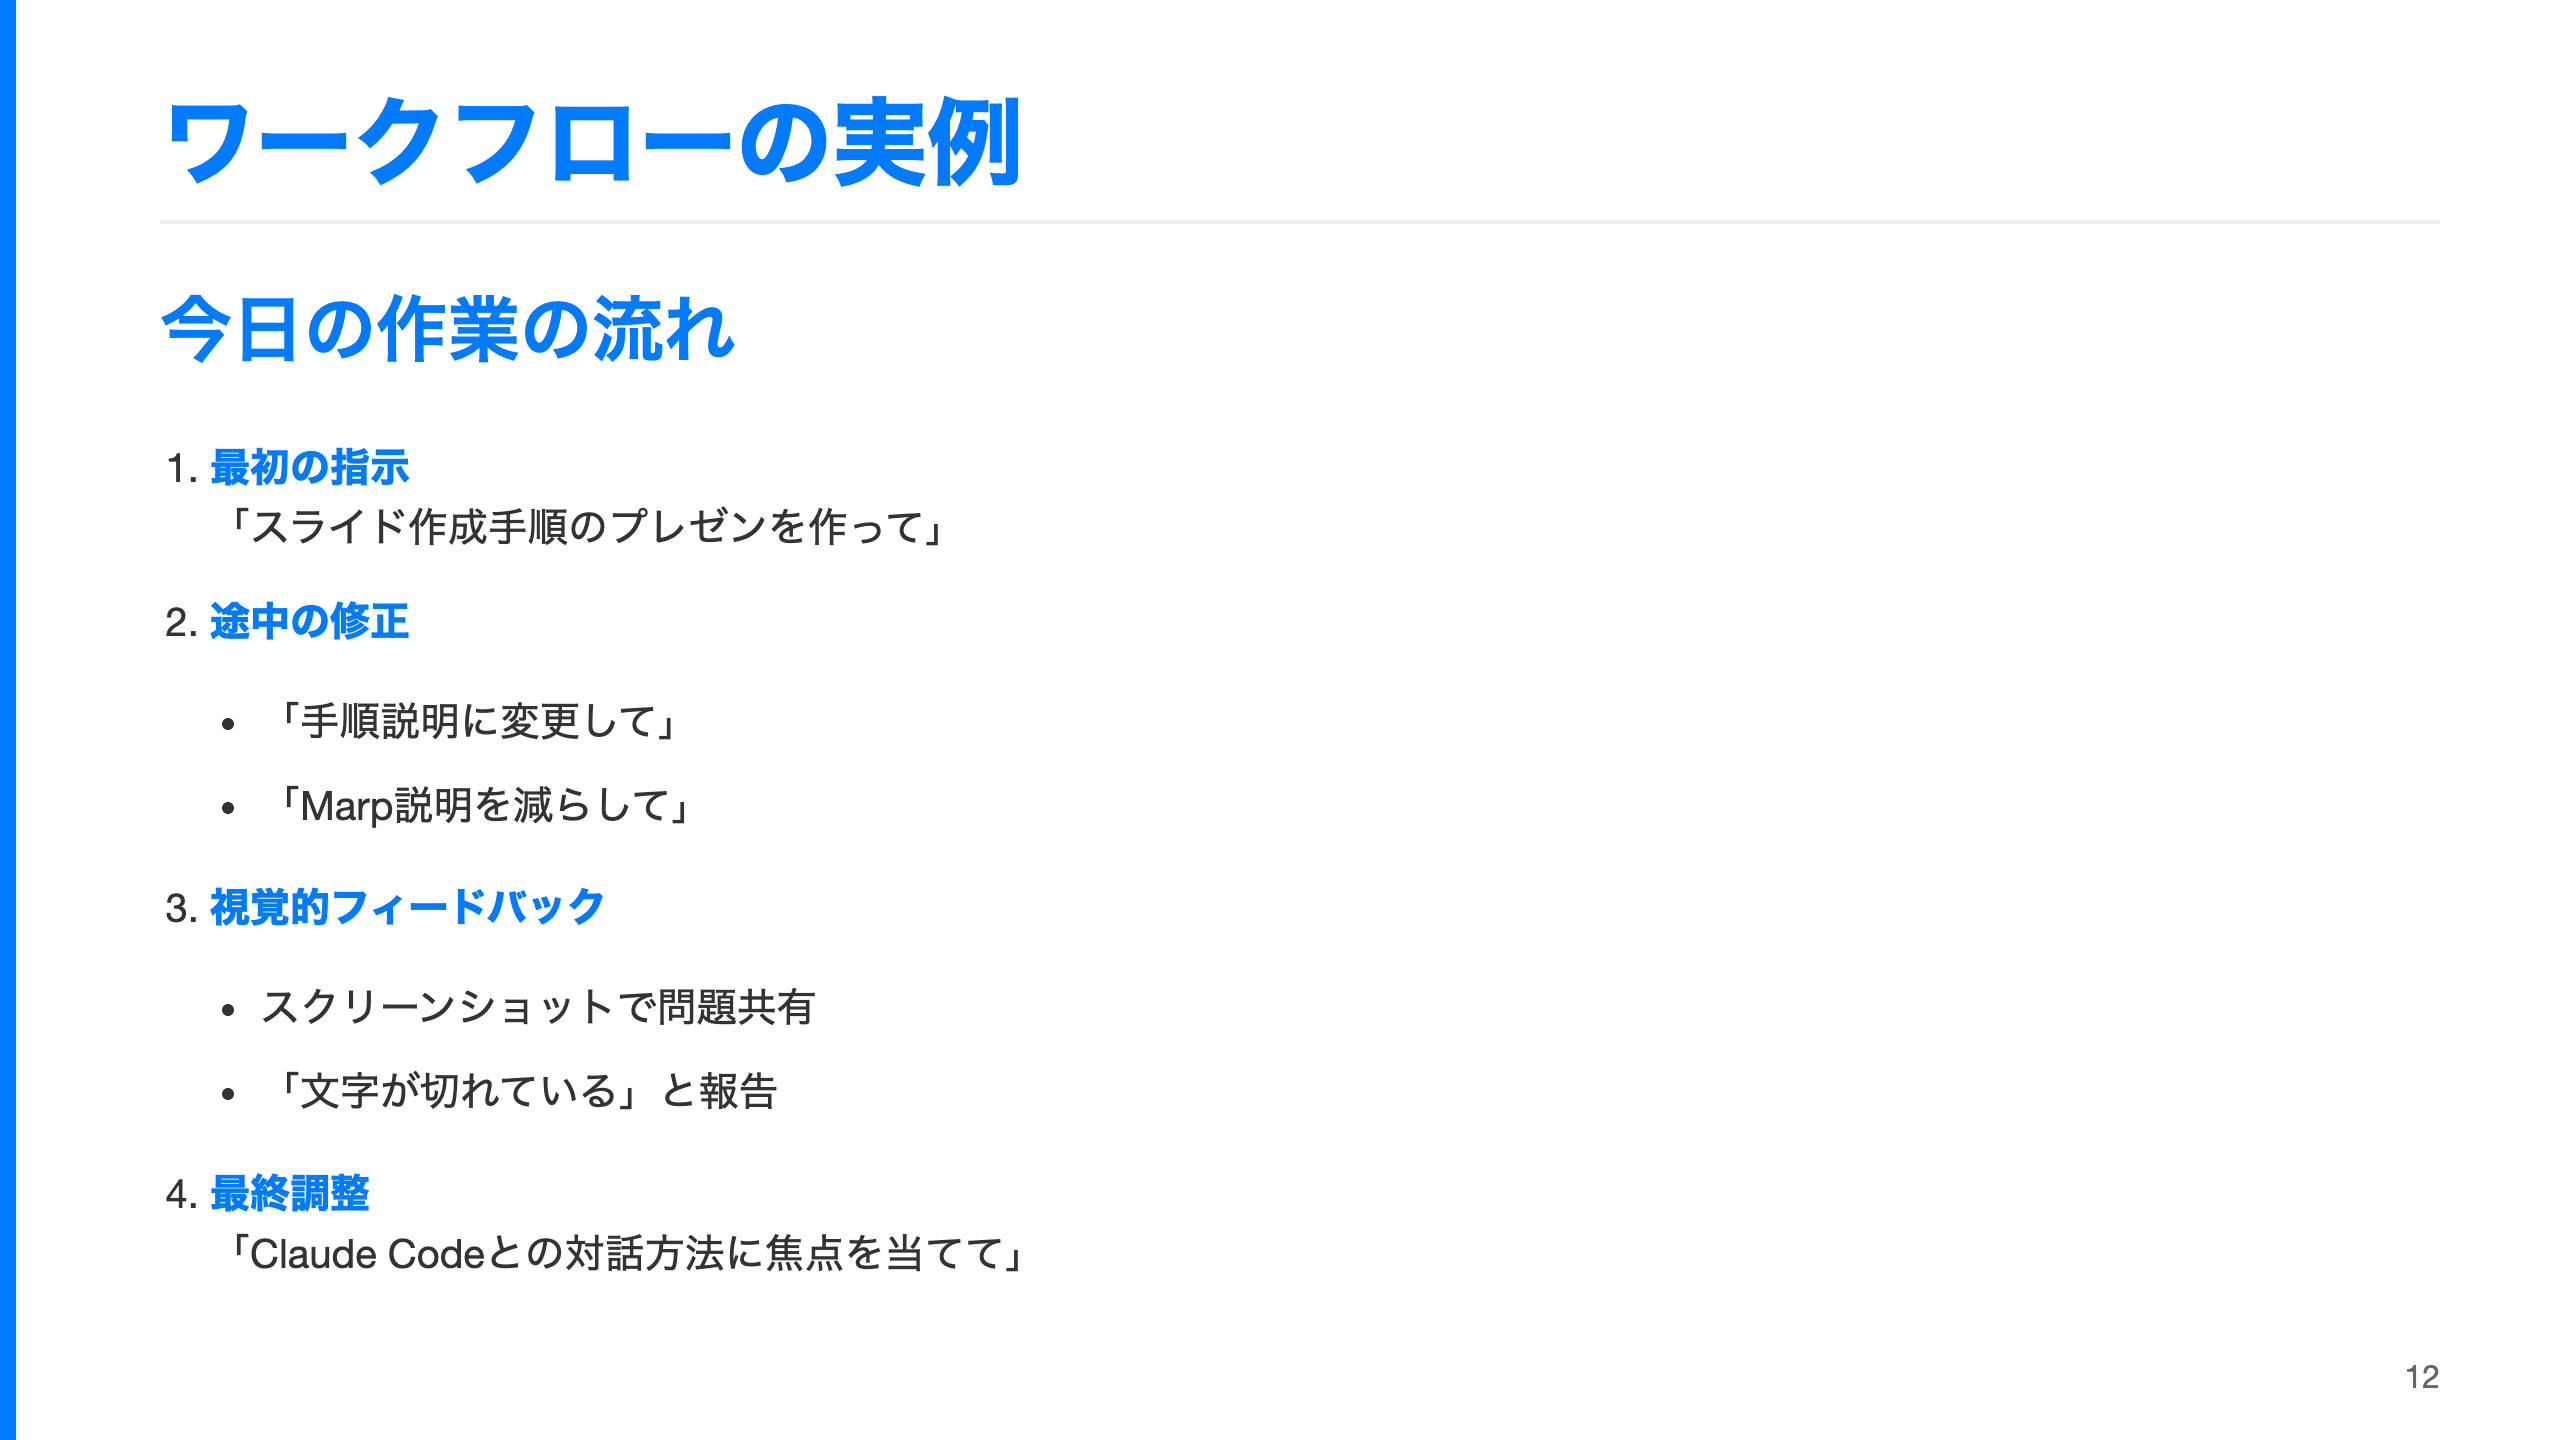 ワークフローの実例
今日の作業の流れ
1. 最初の指示
「スライド作成手順のプレゼンを作って」
2. 途中の修正
• 「手順説明に変更して」
• 「Marp説明を減らして」
3. 視覚的フィードバック
• スクリーンショットで問題共有
• 「文字が切れている」と報告
4. 最終調整
「Claude Codeとの対話方法に焦点を当てて」
12